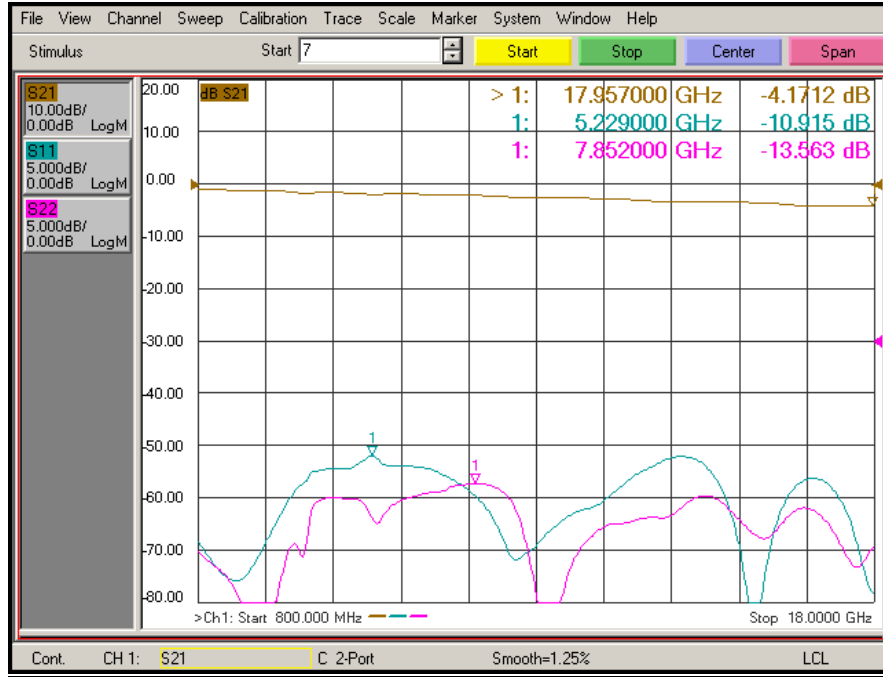 File View Channel Sweep Calibration Trace Scale Marker System Window Help
Stimulus Start 7 Start Stop Center Span
S21
10.00dB/
0.00dB LogM
S11
5.000dB/
0.00dB LogM
S22
5.000dB/
0.00dB LogM
20.00
10.00
0.00
-10.00
-20.00
-30.00
-40.00
-50.00
-60.00
-70.00
-80.00
dB S21
> 1: 17.957000 GHz -4.1712 dB
1: 5.229000 GHz -10.915 dB
1: 7.852000 GHz -13.563 dB
1
1
>Ch1: Start 800.000 MHz Stop 18.0000 GHz
Cont. CH 1: S21 C 2-Port Smooth=1.25% LCL